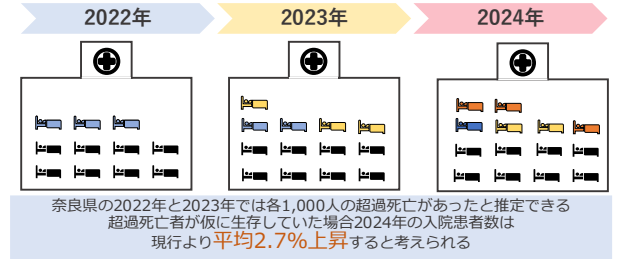 2022年
2023年
2024年
奈良県の2022年と2023年では各1,000人の超過死亡があったと推定できる
超過死亡者が仮に生存していた場合2024年の入院患者数は
現行より平均2.7%上昇すると考えられる